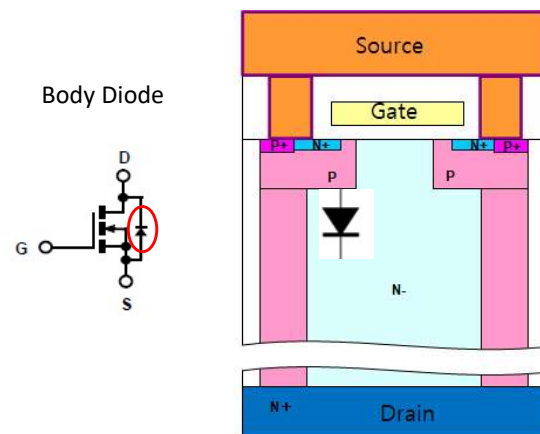 Body Diode
D
G
S
Source
Gate
P+ N+ N+ P+
P P
N-
N+ Drain